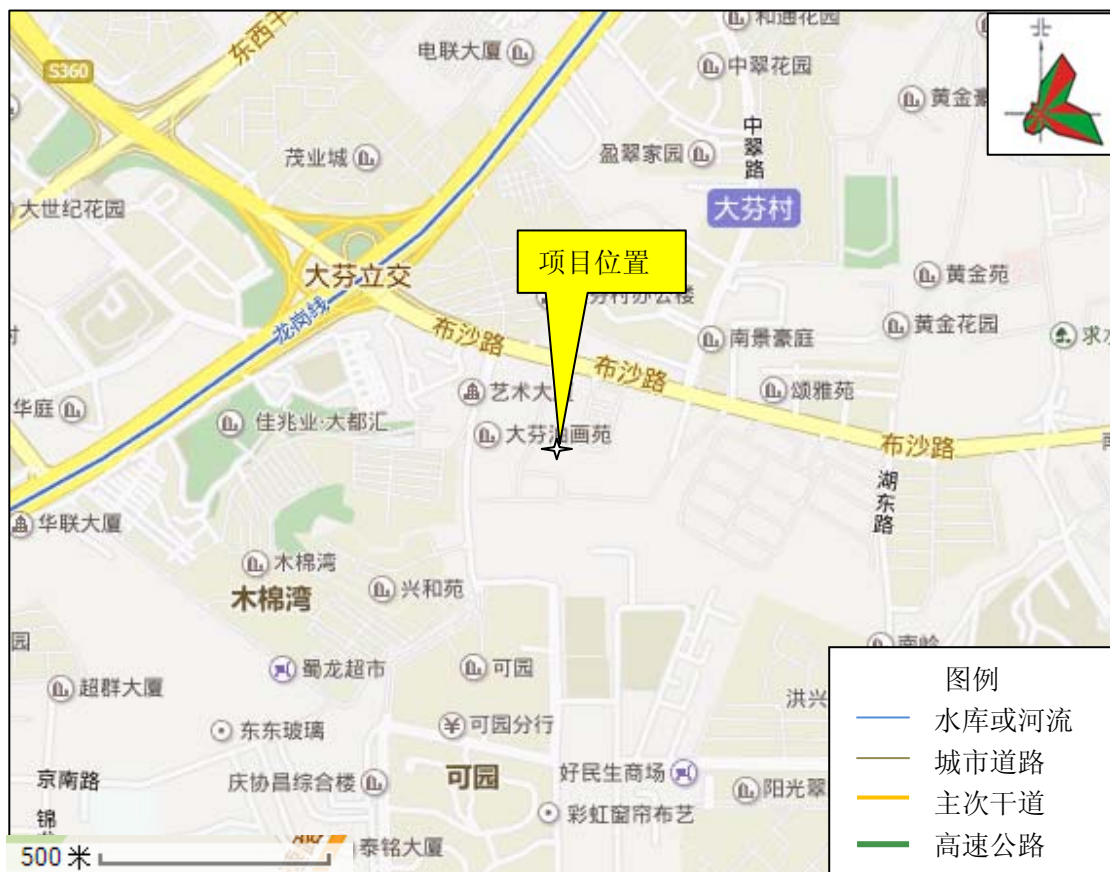 和通花园
北
东西干
电联大厦
S360
中翠花园
黄金豪
中翠路
茂业城
盈翠家园
大世纪花园
大芬村
项目位置
大芬立交
黄金苑
芬村办公楼
龙岗线
布沙路
黄金花园
南景豪庭
求水
村
布沙路
艺术大
颂雅苑
华庭
佳兆业·大都汇
大芬油画苑
布沙路
湖东路
华联大厦
木棉湾
兴和苑
木棉湾
园
南岭
蜀龙超市
可园
超群大厦
洪兴
东东玻璃
可园分行
京南路
庆协昌综合楼
可园
好民生商场
阳光翠
彩虹窗帘布艺
锦
泰铭大厦
500 米
图例
水库或河流
城市道路
主次干道
高速公路